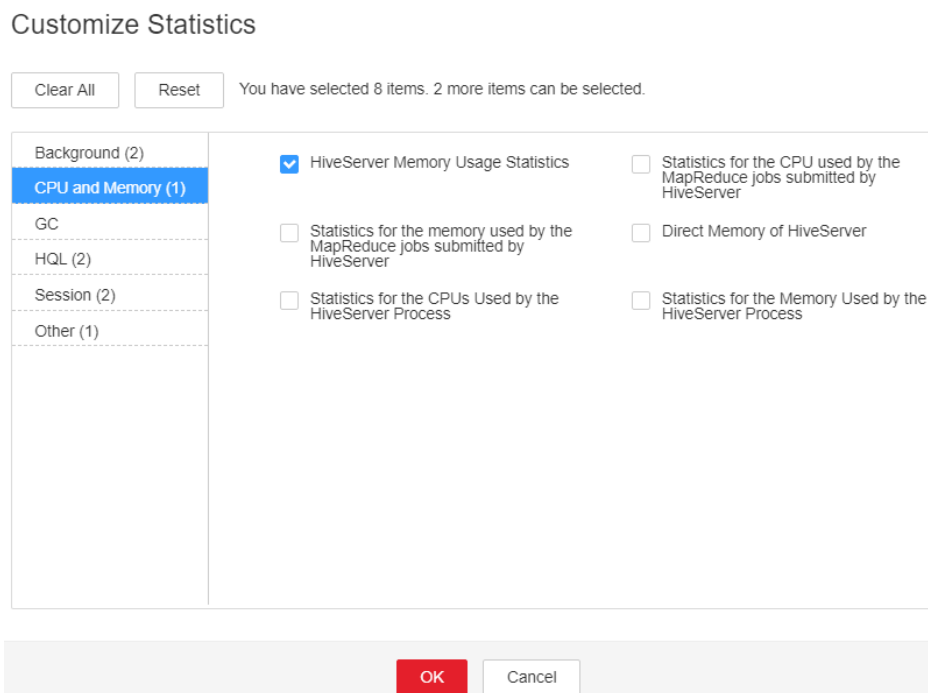 Customize Statistics
Clear All
Reset
You have selected 8 items. 2 more items can be selected.
Background (2)
CPU and Memory (1)
GC
HQL (2)
Session (2)
Other (1)
HiveServer Memory Usage Statistics
Statistics for the CPU used by the
MapReduce jobs submitted by
HiveServer
Statistics for the memory used by the
MapReduce jobs submitted by
HiveServer
Direct Memory of HiveServer
Statistics for the CPUs Used by the
HiveServer Process
Statistics for the Memory Used by the
HiveServer Process
OK
Cancel